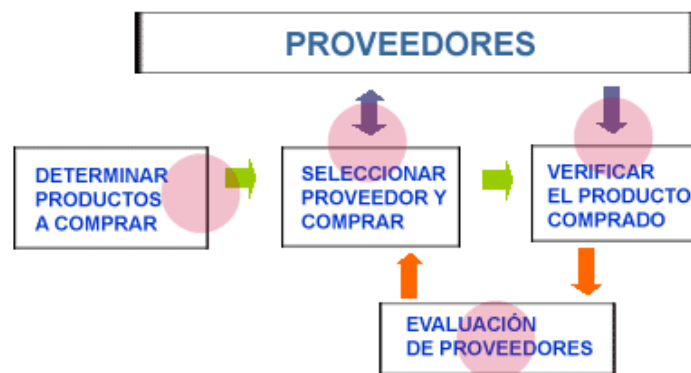 PROVEEDORES
DETERMINAR
PRODUCTOS
A COMPRAR
SELECCIONAR
PROVEEDOR Y
COMPRAR
VERIFICAR
EL PRODUCTO
COMPRADO
EVALUACIÓN
DE PROVEEDORES